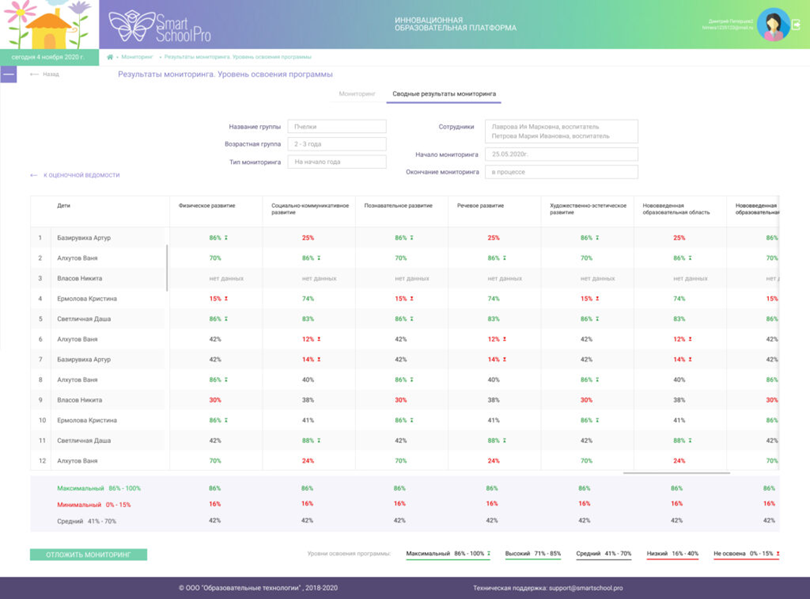 Smart
SchoolPro
ИННОВАЦИОННАЯ
ОБРАЗОВАТЕЛЬНАЯ ПЛАТФОРМА
сегодня 4 ноября 2020 г.
Мониторинг Результаты мониторинга. Уровень освоения программы
Назад
Результаты мониторинга. Уровень освоения программы
Мониторинг Сводные результаты мониторинга
Название группы Пчелки
Возрастная группа 2 - 3 года
Тип мониторинга На начало года
Сотрудники Лаврова Ия Марковна, воспитатель
Петрова Мария Ивановна, воспитатель
Начало мониторинга 25.05.2020г.
Окончание мониторинга в процессе
К ОЦЕНОЧНОЙ ВЕДОМОСТИ
Дети Физическое развитие Социально-коммуникативное развитие Познавательное развитие Речевое развитие Художественно-эстетическое развитие Нововведенная образовательная область Нововведенная
1 Базирувиха Артур 86% 25% 86% 25% 86% 25% 86%
2 Алкутов Ваня 70% 86% 70% 86% 70% 86% 70%
3 Власов Никита нет данных нет данных нет данных нет данных нет данных нет данных нет
4 Ермолова Кристина 15% 74% 15% 74% 15% 74% 15%
5 Светличная Даша 86% 83% 86% 83% 86% 83% 86%
6 Алкутов Ваня 42% 12% 42% 12% 42% 12% 42%
7 Базирувиха Артур 42% 14% 42% 14% 42% 14% 42%
8 Алкутов Ваня 86% 40% 86% 40% 86% 40% 86%
9 Власов Никита 30% 38% 30% 38% 30% 38% 30%
10 Ермолова Кристина 86% 41% 86% 41% 86% 41% 86%
11 Светличная Даша 42% 88% 42% 88% 42% 88% 42%
12 Алкутов Ваня 70% 24% 70% 24% 70% 24% 70%
Максимальный 86% - 100% 86% 86% 86% 86% 86% 86% 86%
Минимальный 0% - 15% 16% 16% 16% 16% 16% 16% 16%
Средний 41% - 70% 42% 42% 42% 42% 42% 42% 42%
ОТЛОЖИТЬ МОНИТОРИНГ
Уровни освоения программы: Максимальный 86% - 100% Высокий 71% - 85% Средний 41% - 70% Низкий 16% - 40% Не освоена 0% - 15%
© ООО "Образовательные технологии" , 2018-2020
Техническая поддержка: support@smartschool.pro